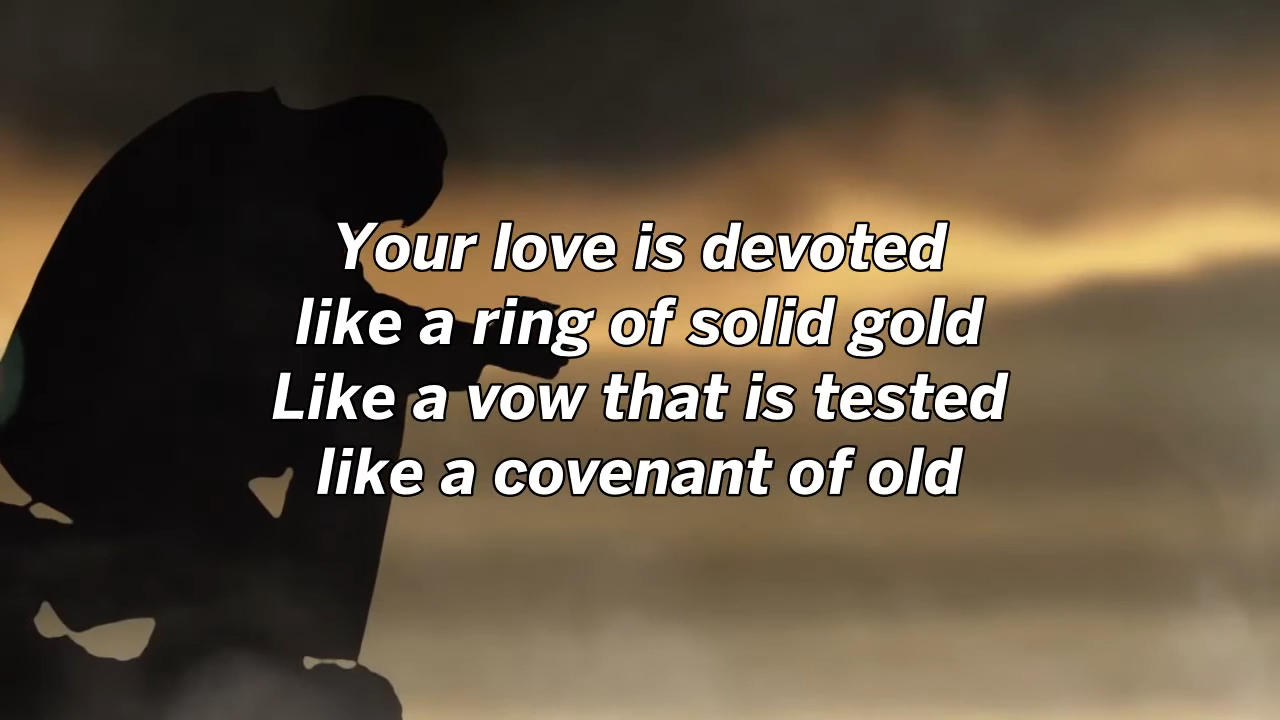 Your love is devoted
like a ring of solid gold
Like a vow that is tested
like a covenant of old